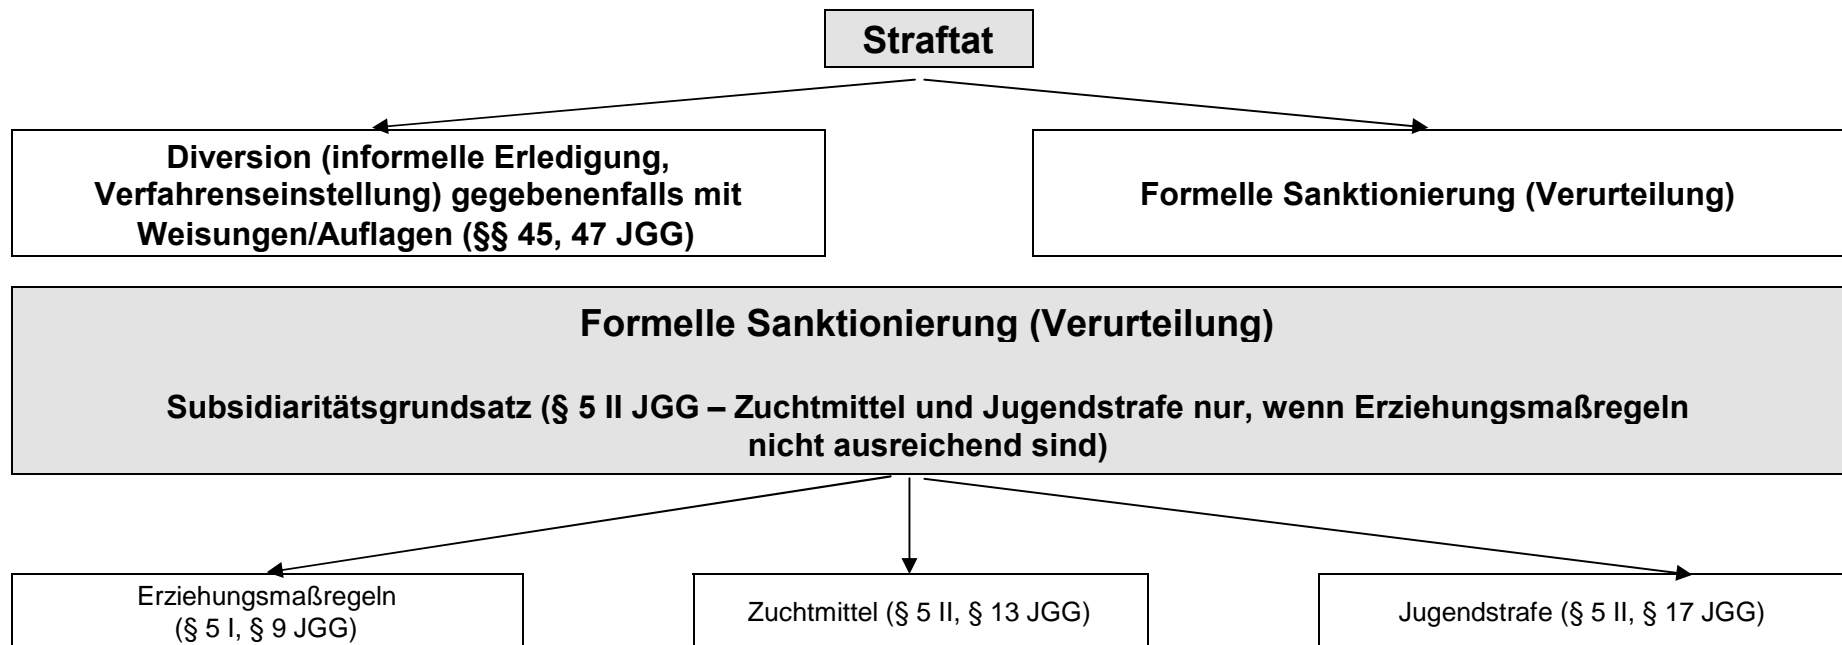 Straftat
Diversion (informelle Erledigung,
Verfahrenseinstellung) gegebenenfalls mit
Weisungen/Auflagen (§§ 45, 47 JGG)
Formelle Sanktionierung (Verurteilung)
Formelle Sanktionierung (Verurteilung)
Subsidiaritätsgrundsatz (§ 5 II JGG – Zuchtmittel und Jugendstrafe nur, wenn Erziehungsmaßregeln
nicht ausreichend sind)
Erziehungsmaßregeln
(§ 5 I, § 9 JGG)
Zuchtmittel (§ 5 II, § 13 JGG)
Jugendstrafe (§ 5 II, § 17 JGG)